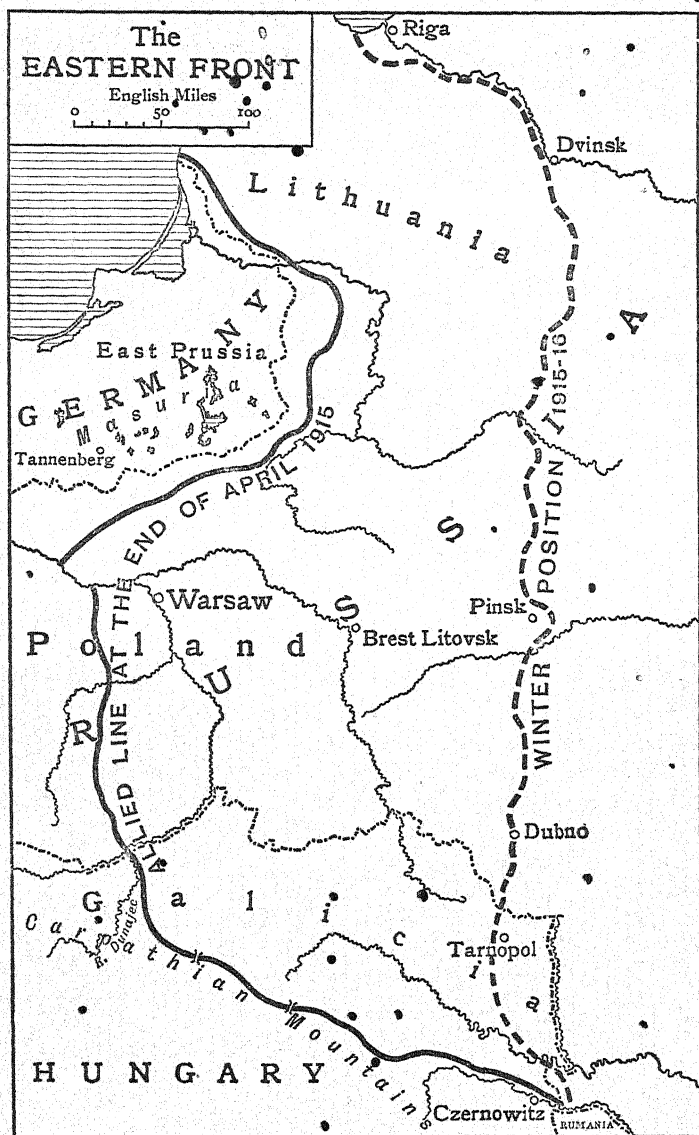 The
EASTERN FRONT
English Miles
0 50 100
Riga
Dvinsk
Lithuania
GERMANY
East Prussia
Masuria
Tannenberg
ALLIED LINE AT THE END OF APRIL 1915
WINTER POSITION 1915-16
RUSSIA
Warsaw
Poland
Pinsk
Brest Litovsk
Dubno
Galicia
R. Dunajec
Tarnopol
Carpathian Mountains
HUNGARY
Czernowitz
RUMANIA